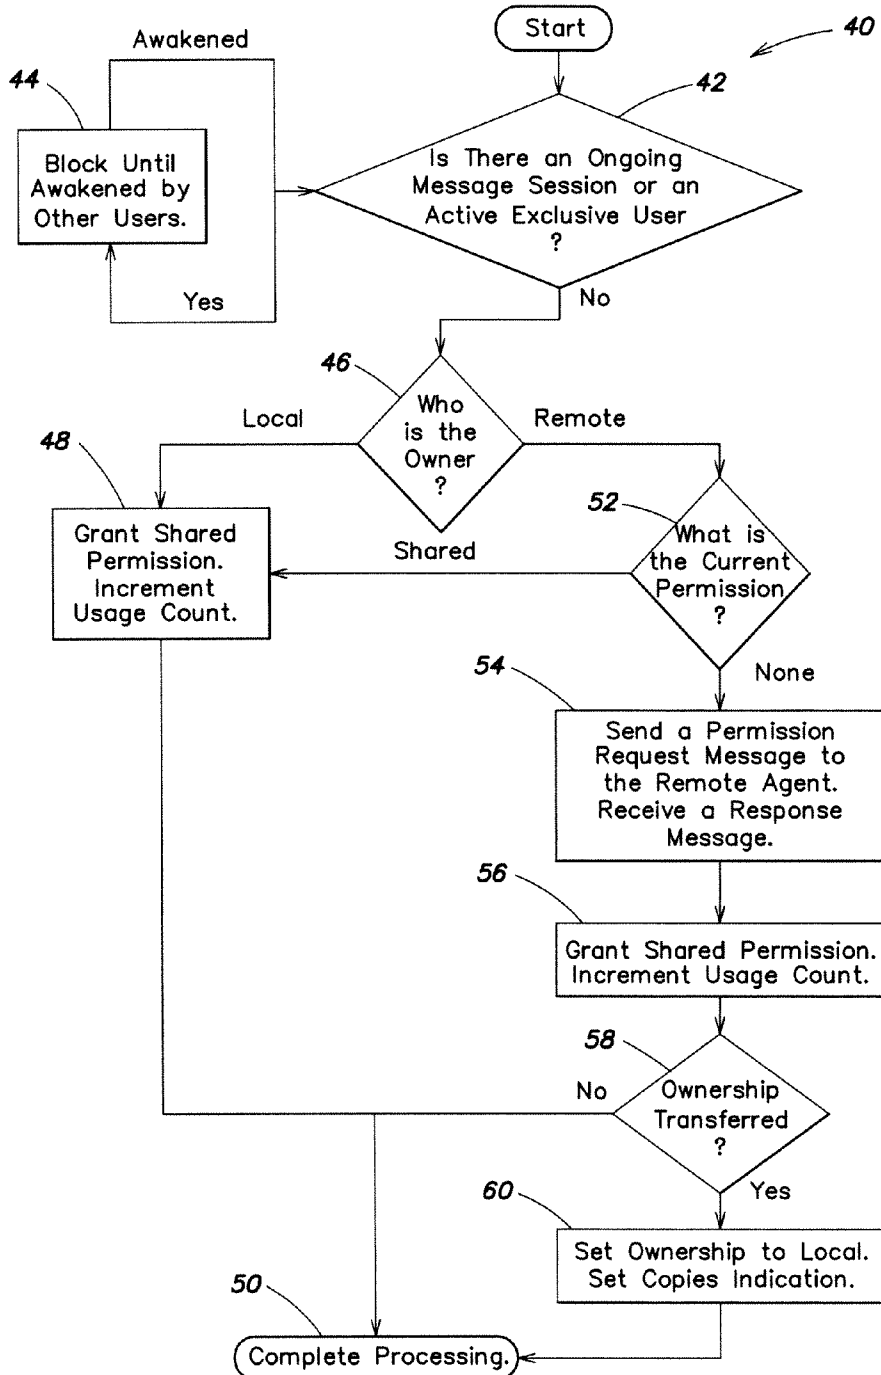 Start
40
Awakened
44
42
Block Until
Awakened by
Other Users.
Is There an Ongoing
Message Session or an
Active Exclusive User
?
Yes
No
46
Who
is the
Owner
?
Local
Remote
48
52
Grant Shared
Permission.
Increment
Usage Count.
Shared
What is
the Current
Permission
?
None
54
Send a Permission
Request Message to
the Remote Agent.
Receive a Response
Message.
56
Grant Shared Permission.
Increment Usage Count.
58
No
Ownership
Transferred
?
Yes
60
Set Ownership to Local.
Set Copies Indication.
50
Complete Processing.